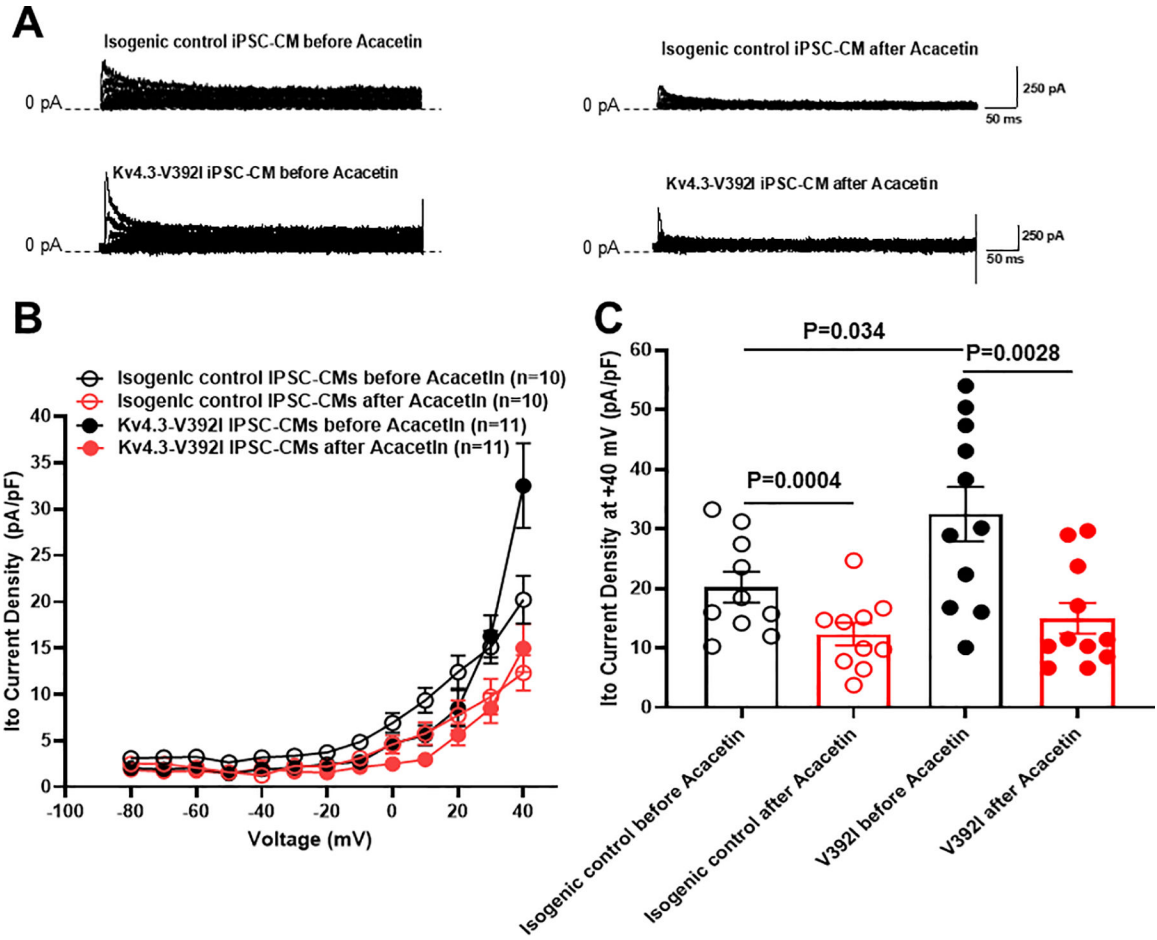 A
Isogenic control iPSC-CM before Acacetin
Isogenic control iPSC-CM after Acacetin
0 pA
0 pA
250 pA
50 ms
Kv4.3-V392I iPSC-CM before Acacetin
Kv4.3-V392I iPSC-CM after Acacetin
0 pA
0 pA
250 pA
50 ms
B
Isogenic control IPSC-CMs before Acacetin (n=10)
Isogenic control IPSC-CMs after Acacetin (n=10)
Kv4.3-V392I IPSC-CMs before Acacetin (n=11)
Kv4.3-V392I IPSC-CMs after Acacetin (n=11)
Ito Current Density (pA/pF)
40
35
30
25
20
15
10
5
0
-100
-80
-60
-40
-20
0
20
40
Voltage (mV)
C
P=0.034
P=0.0028
P=0.0004
Ito Current Density at +40 mV (pA/pF)
60
50
40
30
20
10
0
Isogenic control before Acacetin
Isogenic control after Acacetin
V392I before Acacetin
V392I after Acacetin